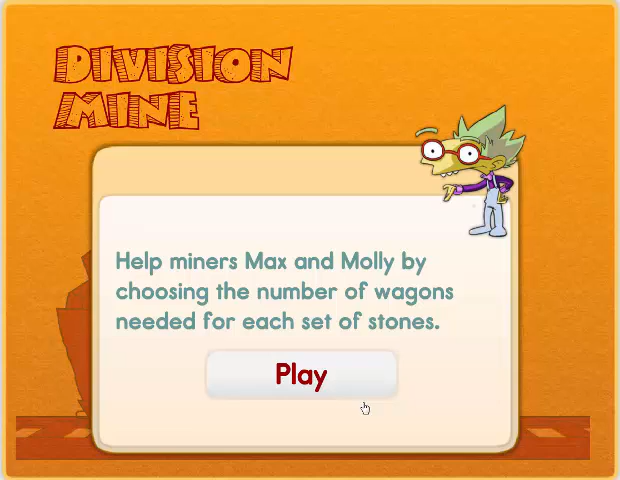 DIVISION
MINE
Help miners Max and Molly by
choosing the number of wagons
needed for each set of stones.
Play